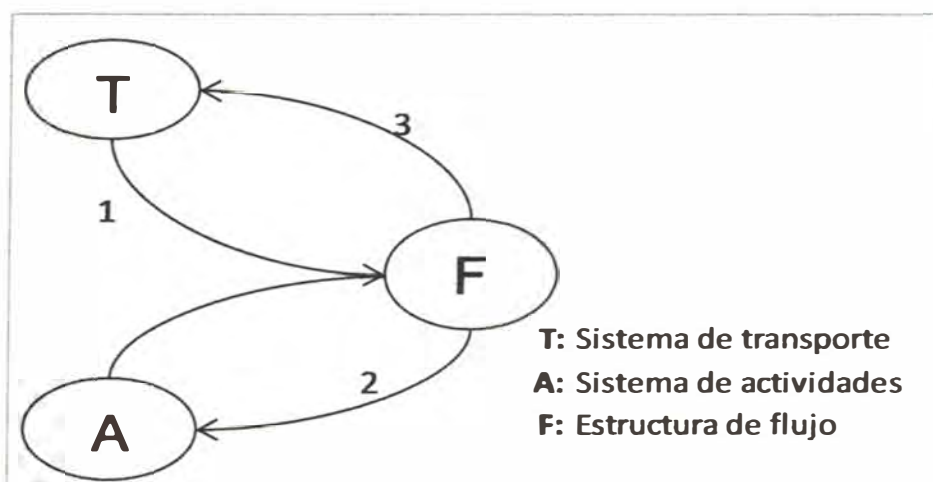 T
3
1
F
T: Sistema de transporte
A: Sistema de actividades
2
F: Estructura de flujo
A